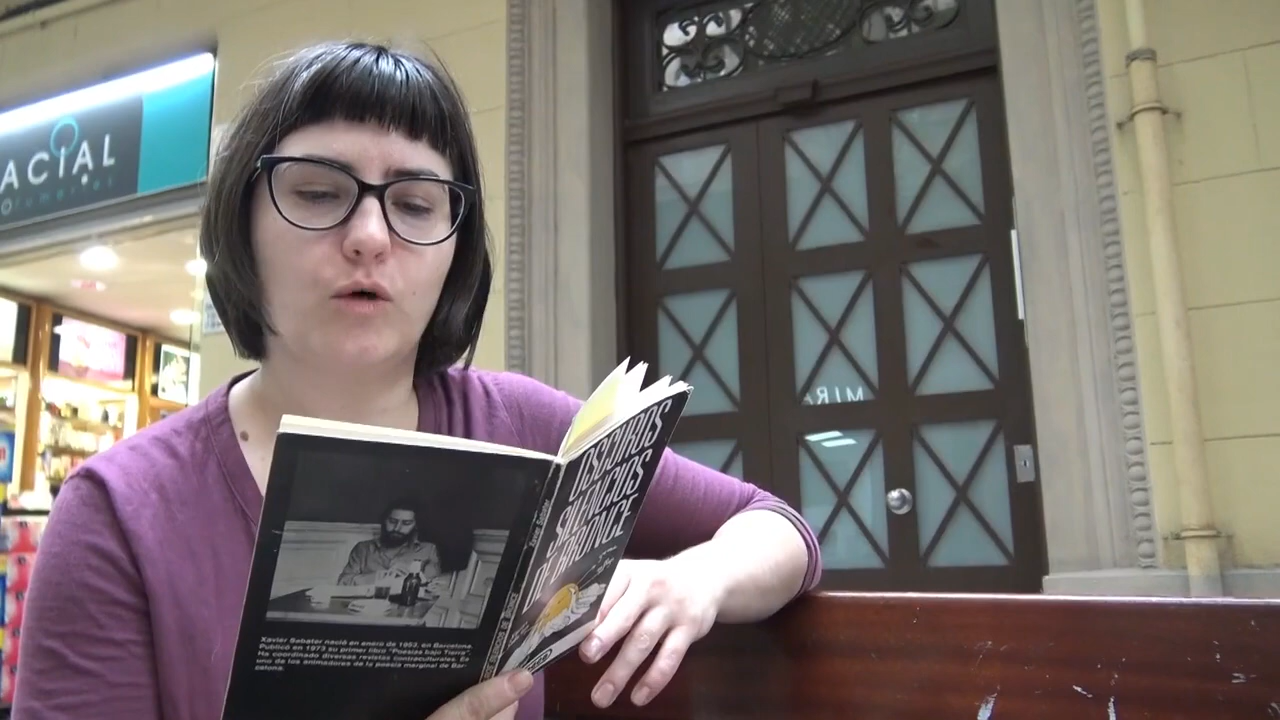 ACIAL
OSCUROS
SILENCIOS
DE BRONCE
Xavier Sabater
Xavier Sabater nació en enero de 1953, en Barcelona.
Publicó en 1973 su primer libro "Poesías bajo Tierra".
Ha coordinado diversas revistas contraculturales. Es
uno de los animadores de la poesía marginal de Bar-
celona.
MIRA